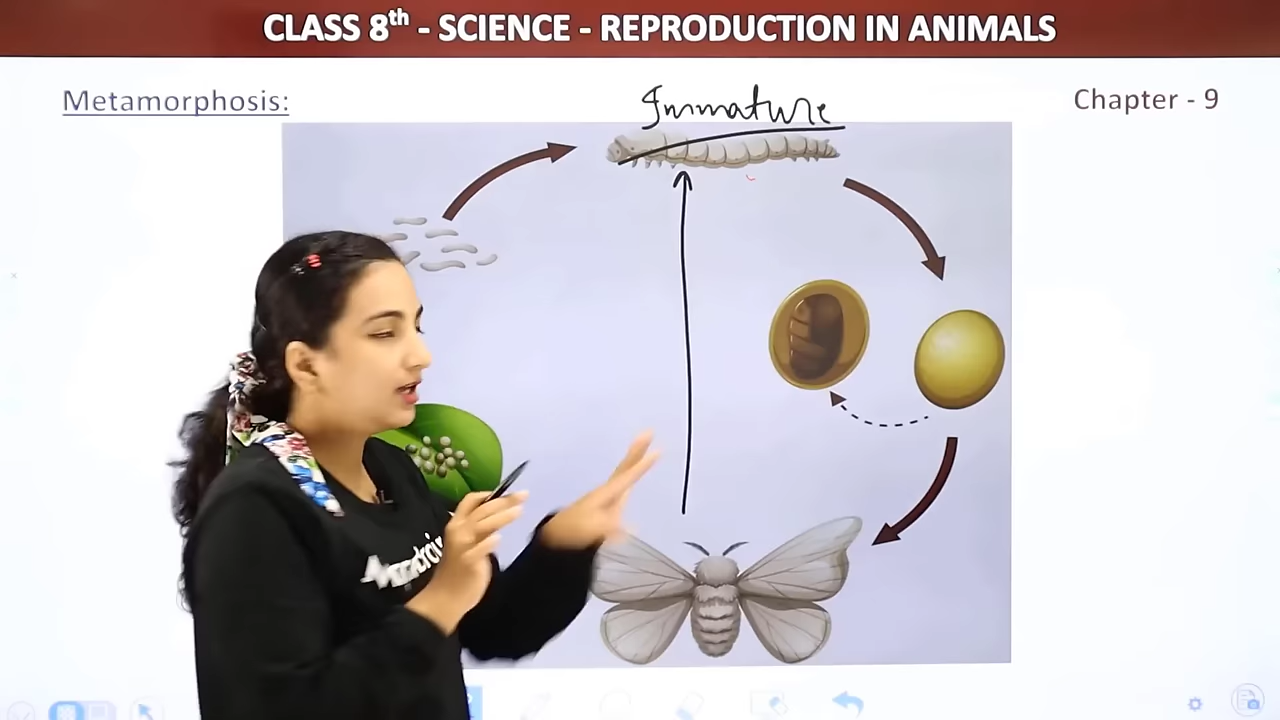 CLASS 8th - SCIENCE - REPRODUCTION IN ANIMALS
Metamorphosis:
Immature
Chapter - 9